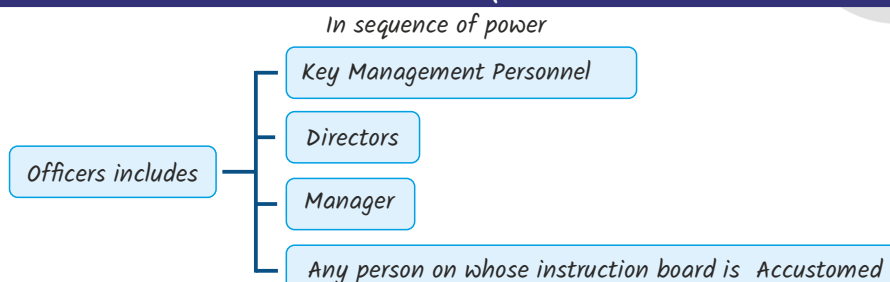 In sequence of power
Key Management Personnel
Directors
Officers includes
Manager
Any person on whose instruction board is Accustomed